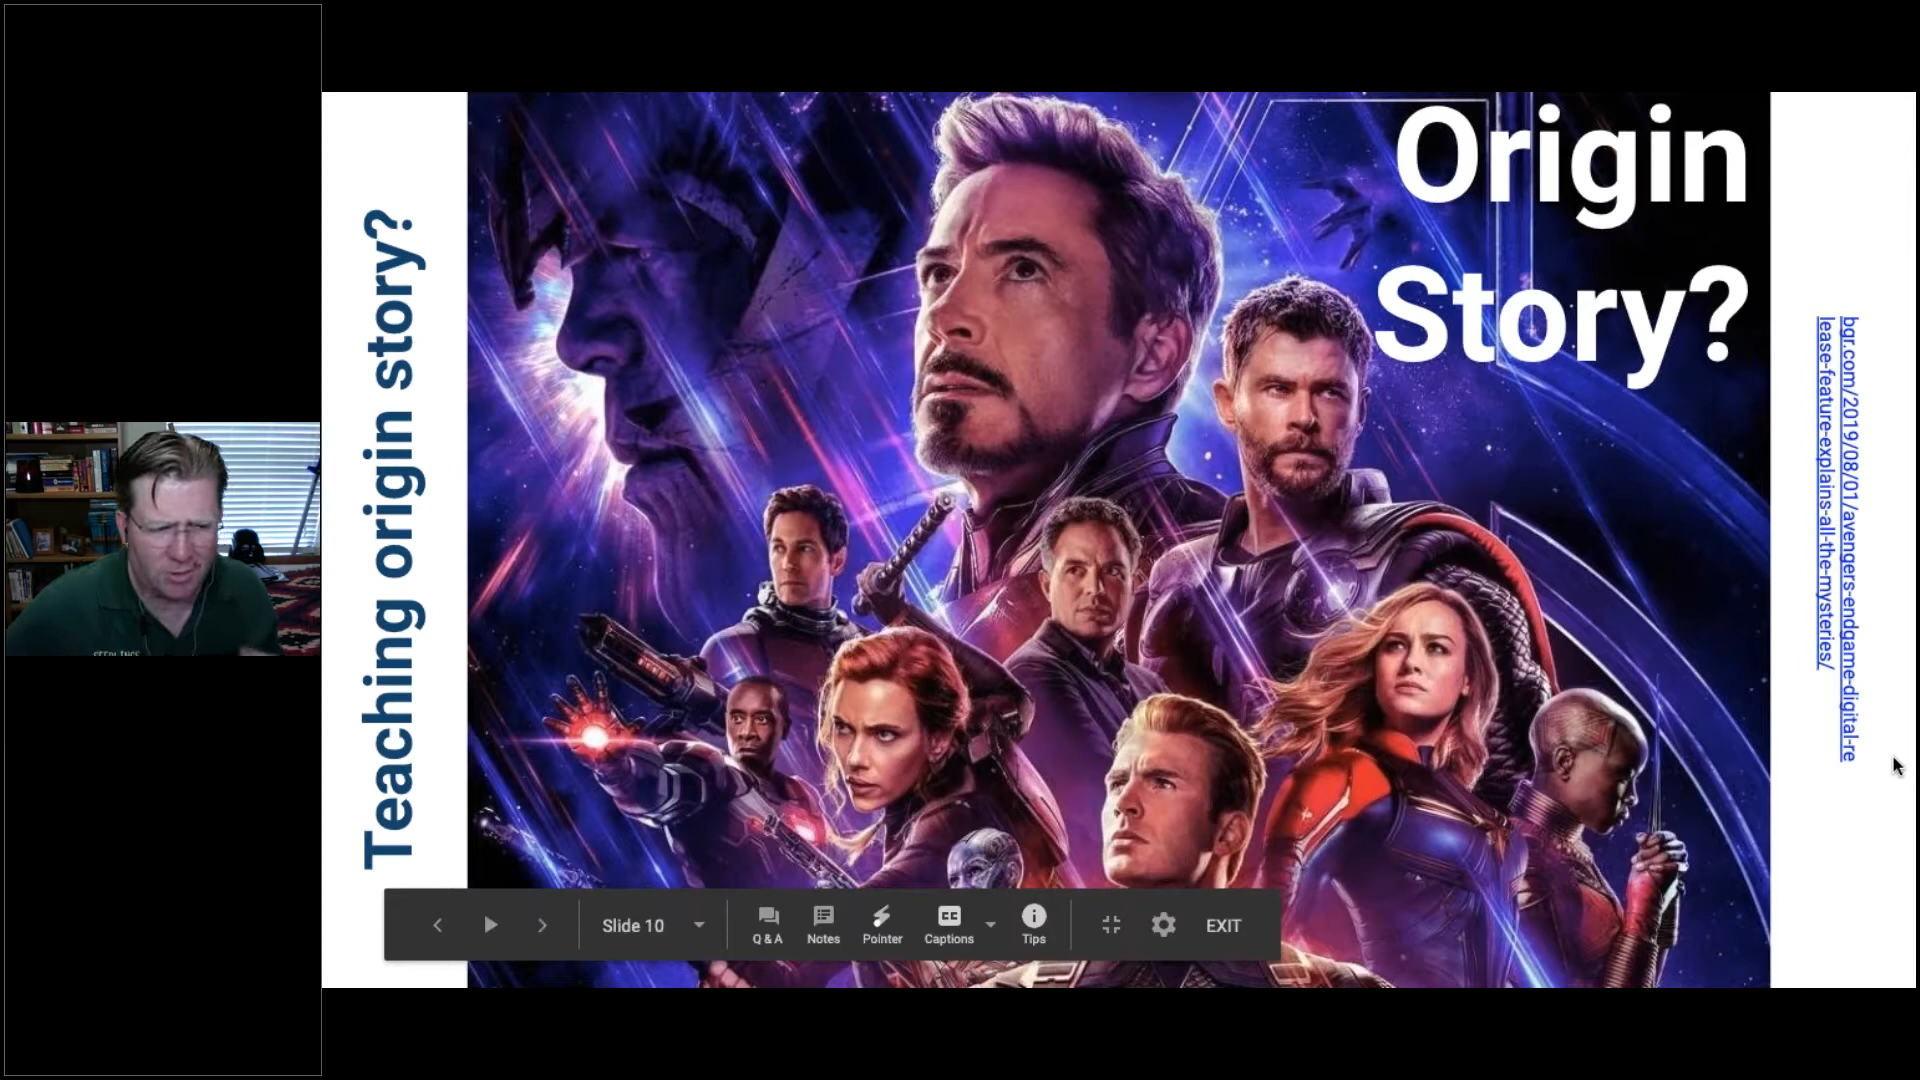 Teaching origin story?
Origin
Story?
bgr.com/2019/08/01/avengers-endgame-digital-re
lease-feature-explains-all-the-mysteries/
Slide 10
Q & A
Notes
CC
Pointer
Captions
Tips
EXIT